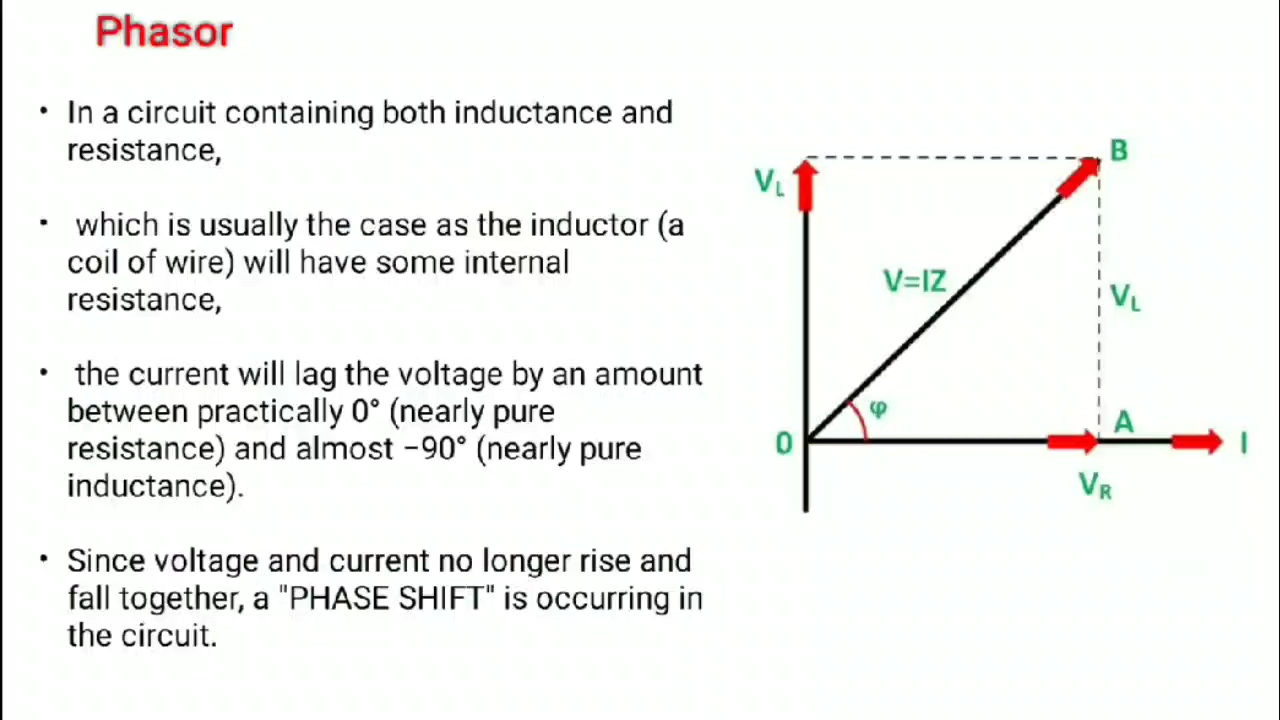 Phasor
• In a circuit containing both inductance and
resistance,
• which is usually the case as the inductor (a
coil of wire) will have some internal
resistance,
• the current will lag the voltage by an amount
between practically 0° (nearly pure
resistance) and almost −90° (nearly pure
inductance).
• Since voltage and current no longer rise and
fall together, a "PHASE SHIFT" is occurring in
the circuit.
B
VL
V=IZ
VL
φ
A
0
I
VR